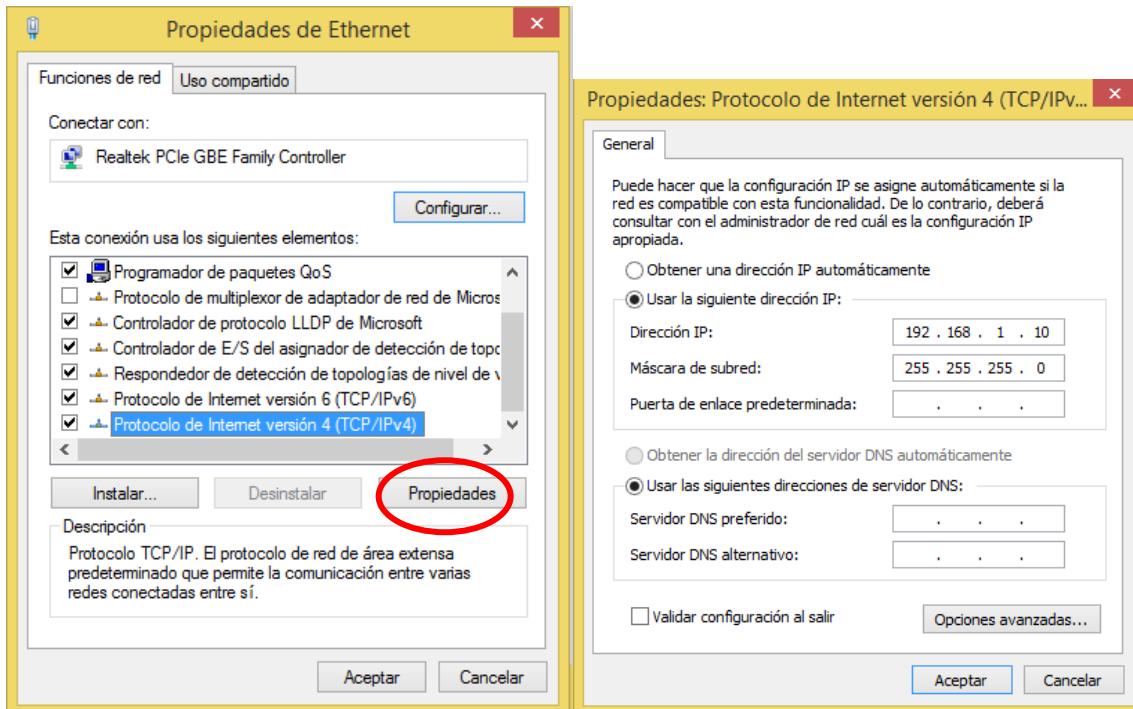 Propiedades de Ethernet
Funciones de red
Uso compartido
Conectar con:
Realtek PCIe GBE Family Controller
Configurar...
Esta conexión usa los siguientes elementos:
Programador de paquetes QoS
Protocolo de multiplexor de adaptador de red de Micros
Controlador de protocolo LLDP de Microsoft
Controlador de E/S del asignador de detección de topo
Respondedor de detección de topologías de nivel de v
Protocolo de Internet versión 6 (TCP/IPv6)
Protocolo de Internet versión 4 (TCP/IPv4)
Instalar...
Desinstalar
Propiedades
Descripción
Protocolo TCP/IP. El protocolo de red de área extensa
predeterminado que permite la comunicación entre varias
redes conectadas entre sí.
Aceptar
Cancelar
Propiedades: Protocolo de Internet versión 4 (TCP/IPv...
General
Puede hacer que la configuración IP se asigne automáticamente si la
red es compatible con esta funcionalidad. De lo contrario, deberá
consultar con el administrador de red cuál es la configuración IP
apropiada.
Obtener una dirección IP automáticamente
Usar la siguiente dirección IP:
Dirección IP: 192 . 168 . 1 . 10
Máscara de subred: 255 . 255 . 255 . 0
Puerta de enlace predeterminada: . . .
Obtener la dirección del servidor DNS automáticamente
Usar las siguientes direcciones de servidor DNS:
Servidor DNS preferido: . . .
Servidor DNS alternativo: . . .
Validar configuración al salir
Opciones avanzadas...
Aceptar
Cancelar